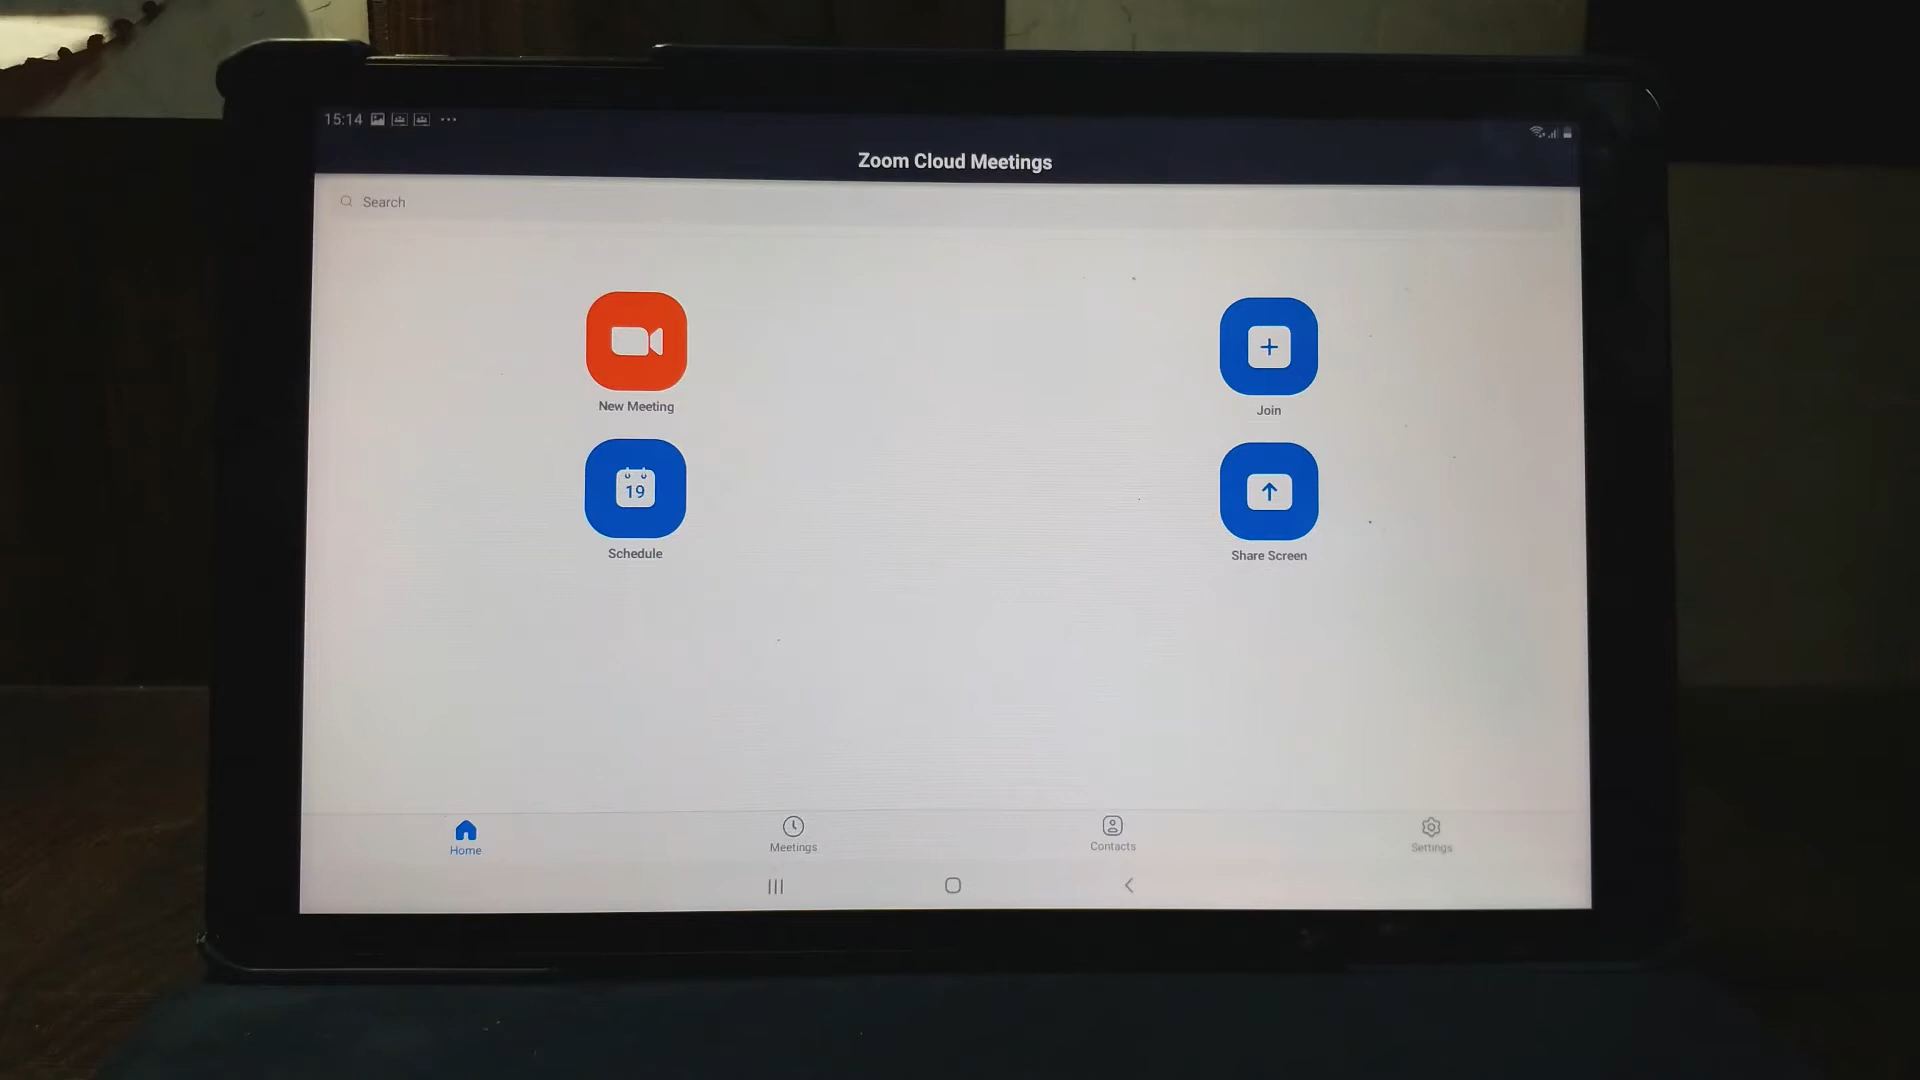 15:14
Zoom Cloud Meetings
Search
New Meeting
Join
19
Schedule
Share Screen
Home
Meetings
Contacts
Settings